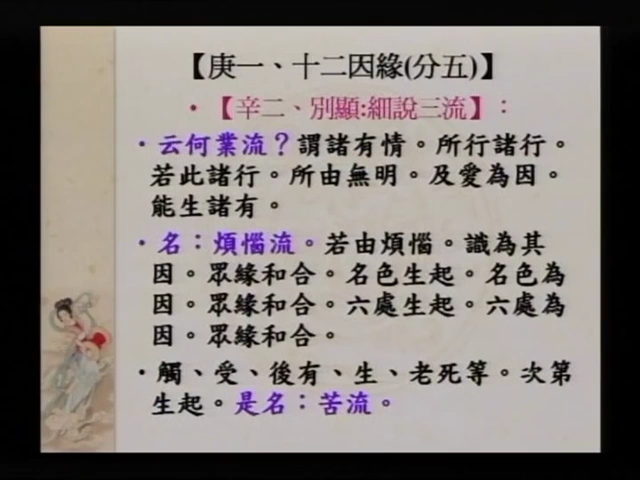 【庚一、十二因緣(分五)】
•【辛二、別顯:細說三流】：
•云何業流？謂諸有情。所行諸行。
若此諸行。所由無明。及愛為因。
能生諸有。
•名：煩惱流。若由煩惱。識為其
因。眾緣和合。名色生起。名色為
因。眾緣和合。六處生起。六處為
因。眾緣和合。
•觸、受、後有、生、老死等。次第
生起。是名：苦流。